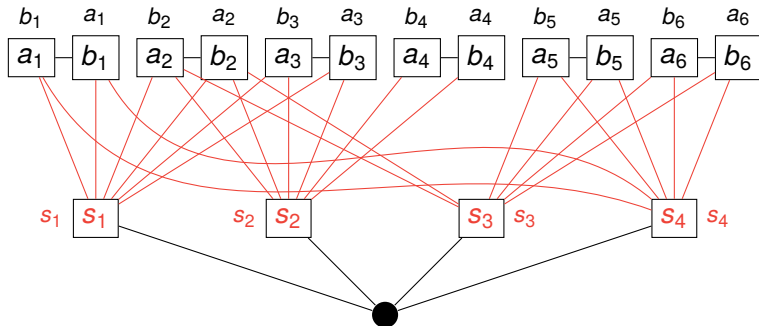 b₁ a₁ b₂ a₂ b₃ a₃ b₄ a₄ b₅ a₅ b₆ a₆
a₁ b₁ a₂ b₂ a₃ b₃ a₄ b₄ a₅ b₅ a₆ b₆
s₁ s₁ s₂ s₂ s₃ s₃ s₄ s₄